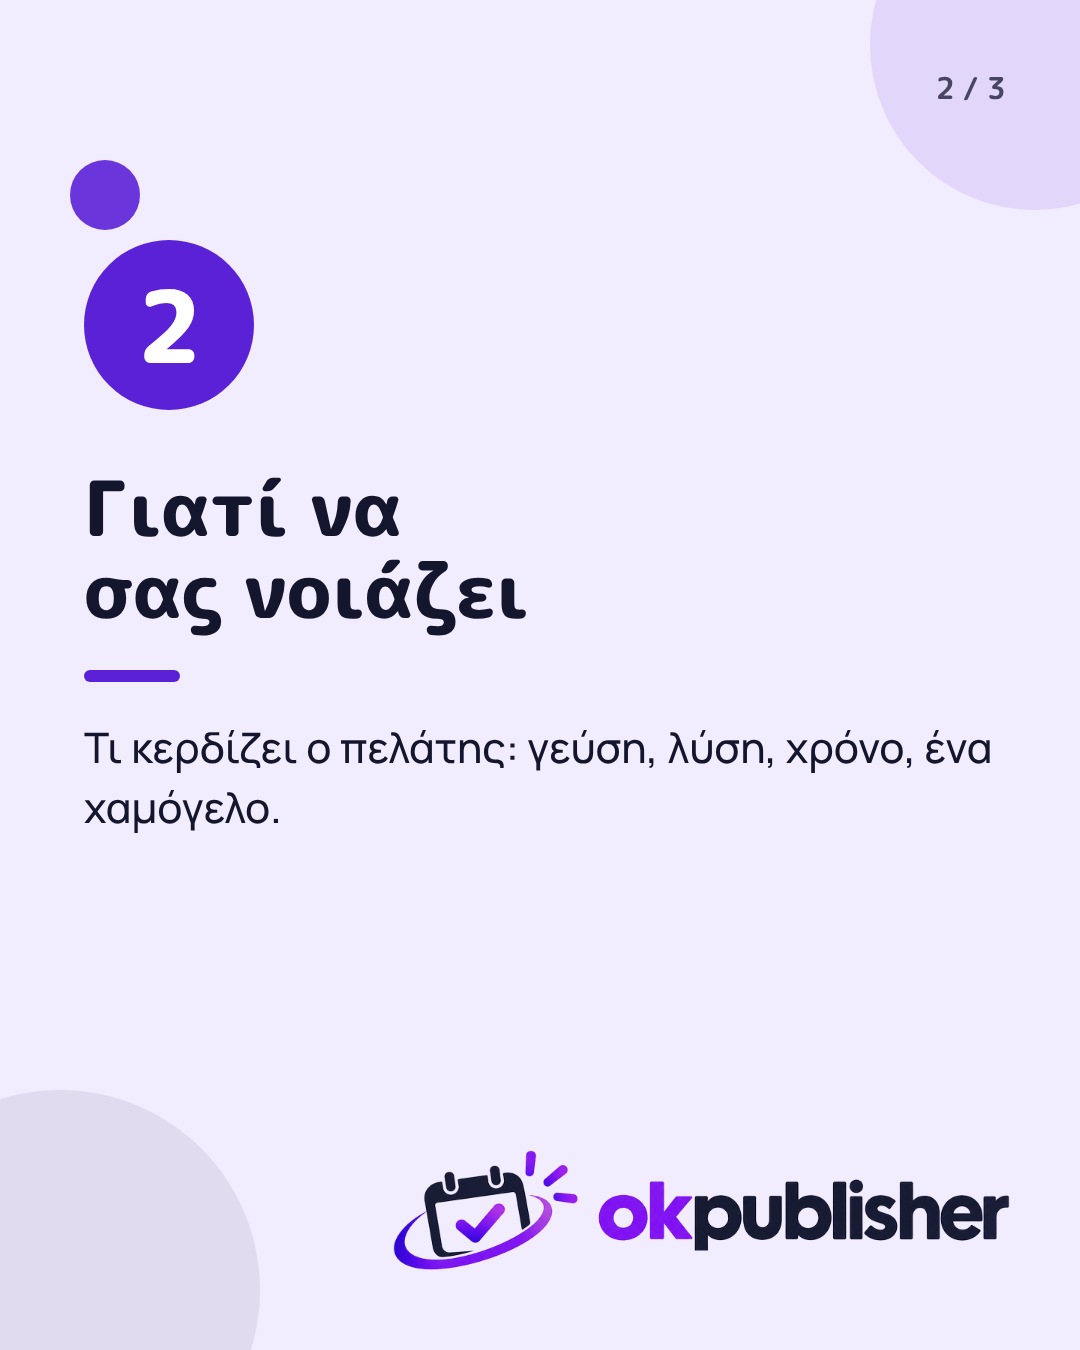 2 / 3
2
Γιατί να
σας νοιάζει
Τι κερδίζει ο πελάτης: γεύση, λύση, χρόνο, ένα
χαμόγελο.
okpublisher